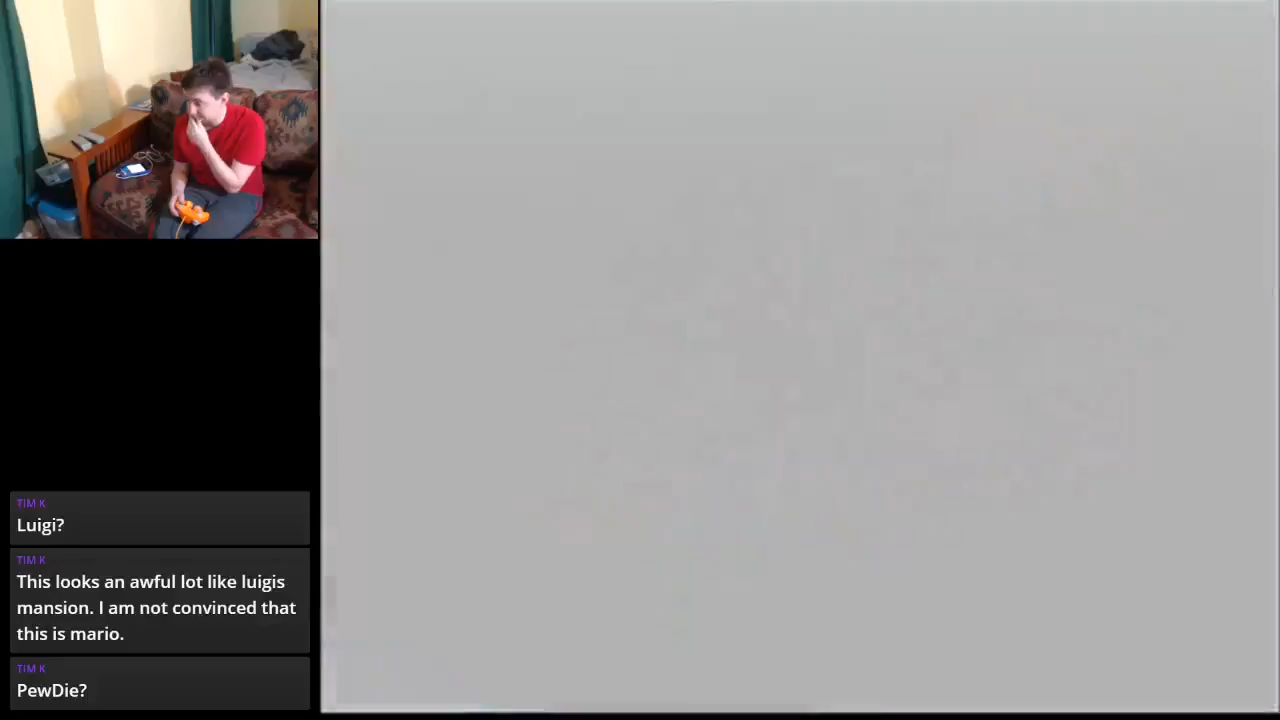 TIM K
Luigi?
TIM K
This looks an awful lot like luigis
mansion. I am not convinced that
this is mario.
TIM K
PewDie?